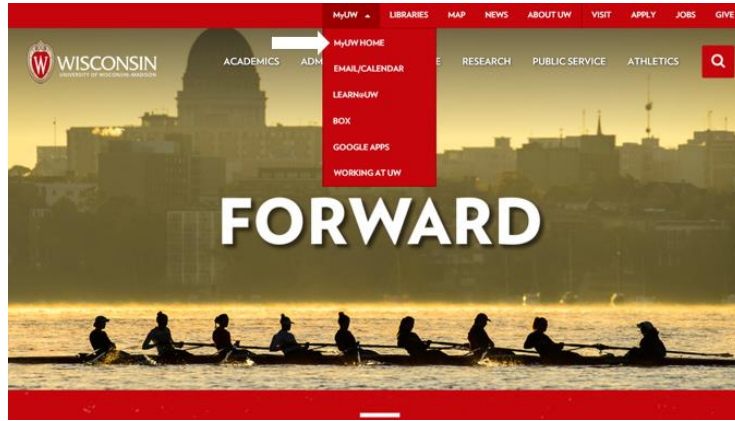 MyUW LIBRARIES MAP NEWS ABOUT UW VISIT APPLY JOBS GIVE
W WISCONSIN
UNIVERSITY OF WISCONSIN–MADISON
ACADEMICS ADM E RESEARCH PUBLIC SERVICE ATHLETICS
MyUW HOME
EMAIL/CALENDAR
LEARN@UW
BOX
GOOGLE APPS
WORKING AT UW
FORWARD